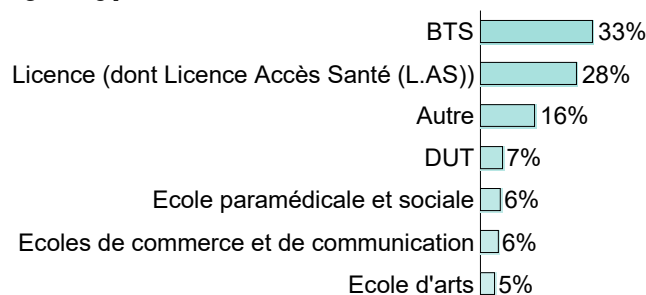 BTS 33%
Licence (dont Licence Accès Santé (L.AS)) 28%
Autre 16%
DUT 7%
Ecole paramédicale et sociale 6%
Ecoles de commerce et de communication 6%
Ecole d'arts 5%